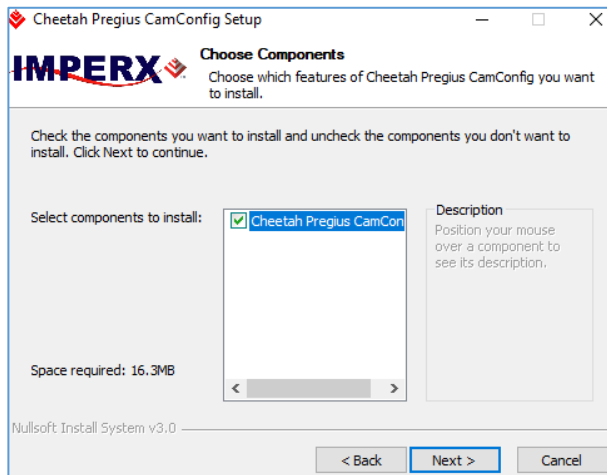 Cheetah Pregius CamConfig Setup
IMPERX
Choose Components
Choose which features of Cheetah Pregius CamConfig you want
to install.
Check the components you want to install and uncheck the components you don't want to
install. Click Next to continue.
Select components to install:
Cheetah Pregius CamCon
Description
Position your mouse
over a component to
see its description.
Space required: 16.3MB
Nullsoft Install System v3.0
< Back
Next >
Cancel